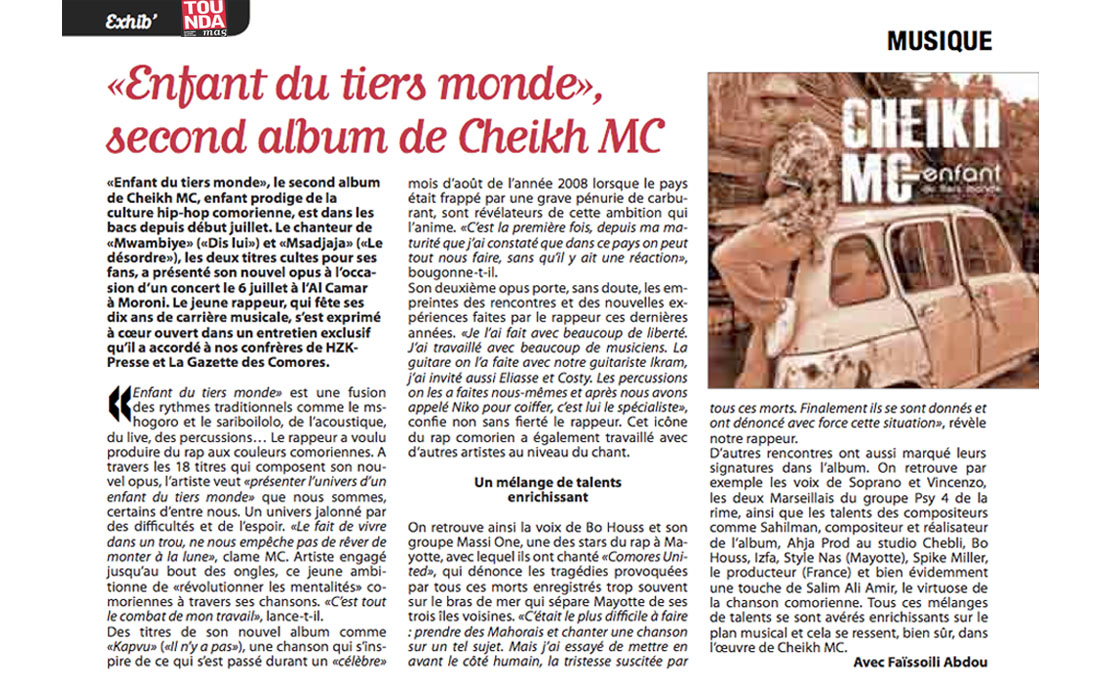 Exhib’
TOU
NDA
mag
MUSIQUE
«Enfant du tiers monde»,
second album de Cheikh MC
«Enfant du tiers monde», le second album
de Cheikh MC, enfant prodige de la
culture hip-hop comorienne, est dans les
bacs depuis début juillet. Le chanteur de
«Mwambiye» («Dis lui») et «Msadjaja» («Le
désordre»), les deux titres cultes pour ses
fans, a présenté son nouvel opus à l’occa-
sion d’un concert le 6 juillet à l’Al Camar
à Moroni. Le jeune rappeur, qui fête ses
dix ans de carrière musicale, s’est exprimé
à cœur ouvert dans un entretien exclusif
qu’il a accordé à nos confrères de HZK-
Presse et La Gazette des Comores.
« Enfant du tiers monde» est une fusion
des rythmes traditionnels comme le ms-
hogoro et le sariboilolo, de l’acoustique,
du live, des percussions… Le rappeur a voulu
produire du rap aux couleurs comoriennes. A
travers les 18 titres qui composent son nou-
vel opus, l’artiste veut «présenter l’univers d’un
enfant du tiers monde» que nous sommes,
certains d’entre nous. Un univers jalonné par
des difficultés et de l’espoir. «Le fait de vivre
dans un trou, ne nous empêche pas de rêver de
monter à la lune», clame MC. Artiste engagé
jusqu’au bout des ongles, ce jeune ambi-
tionne de «révolutionner les mentalités» co-
moriennes à travers ses chansons. «C’est tout
le combat de mon travail», lance-t-il.
Des titres de son nouvel album comme
«Kapvu» («Il n’y a pas»), une chanson qui s’ins-
pire de ce qui s’est passé durant un «célèbre»
mois d’août de l’année 2008 lorsque le pays
était frappé par une grave pénurie de carbu-
rant, sont révélateurs de cette ambition qui
l’anime. «C’est la première fois, depuis ma ma-
turité que j’ai constaté que dans ce pays on peut
tout nous faire, sans qu’il y ait une réaction»,
bougonne-t-il.
Son deuxième opus porte, sans doute, les em-
preintes des rencontres et des nouvelles ex-
périences faites par le rappeur ces dernières
années. «Je l’ai fait avec beaucoup de liberté.
J’ai travaillé avec beaucoup de musiciens. La
guitare on l’a faite avec notre guitariste Ikram,
j’ai invité aussi Eliasse et Costy. Les percussions
on les a faites nous-mêmes et après nous avons
appelé Niko pour coiffer, c’est lui le spécialiste»,
confie non sans fierté le rappeur. Cet icône
du rap comorien a également travaillé avec
d’autres artistes au niveau du chant.
Un mélange de talents
enrichissant
On retrouve ainsi la voix de Bo Houss et son
groupe Massi One, une des stars du rap à Ma-
yotte, avec lequel ils ont chanté «Comores Uni-
ted», qui dénonce les tragédies provoquées
par tous ces morts enregistrés trop souvent
sur le bras de mer qui sépare Mayotte de ses
trois îles voisines. «C’était le plus difficile à faire
: prendre des Mahorais et chanter une chanson
sur un tel sujet. Mais j’ai essayé de mettre en
avant le côté humain, la tristesse suscitée par
CHEIKH
MC enfant
du tiers monde
tous ces morts. Finalement ils se sont donnés et
ont dénoncé avec force cette situation», révèle
notre rappeur.
D’autres rencontres ont aussi marqué leurs
signatures dans l’album. On retrouve par
exemple les voix de Soprano et Vincenzo,
les deux Marseillais du groupe Psy 4 de la
rime, ainsi que les talents des compositeurs
comme Sahilman, compositeur et réalisateur
de l’album, Ahja Prod au studio Chebli, Bo
Houss, Izfa, Style Nas (Mayotte), Spike Miller,
le producteur (France) et bien évidemment
une touche de Salim Ali Amir, le virtuose de
la chanson comorienne. Tous ces mélanges
de talents se sont avérés enrichissants sur le
plan musical et cela se ressent, bien sûr, dans
l’œuvre de Cheikh MC.
Avec Faïssoili Abdou